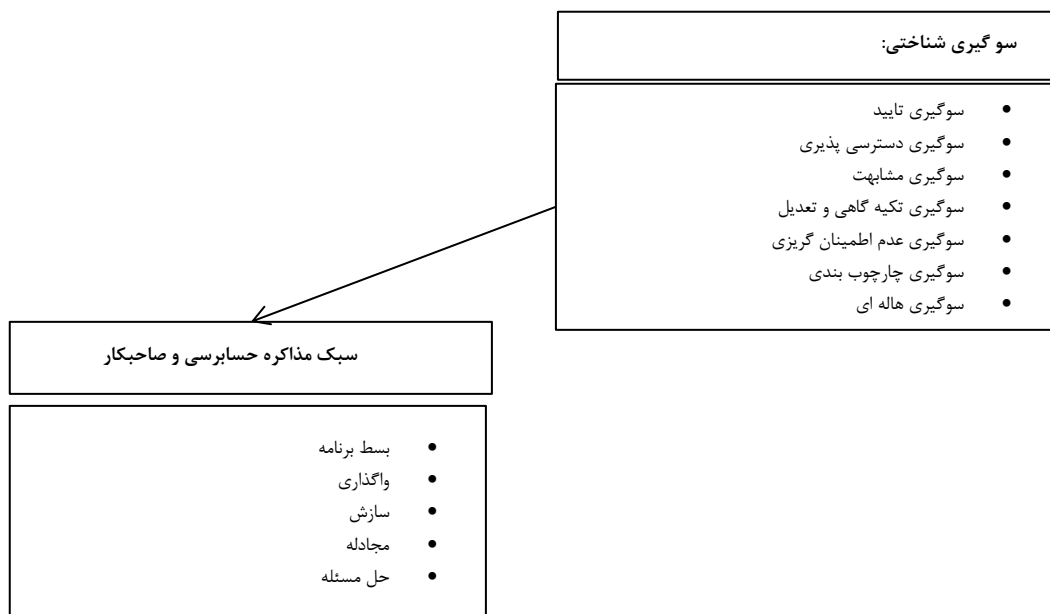 سو گیری شناختی:
• سوگیری تایید
• سوگیری دسترسی پذیری
• سوگیری مشابهت
• سوگیری تکیه گاهی و تعدیل
• سوگیری عدم اطمینان گریزی
• سوگیری چارچوب بندی
• سوگیری هاله ای
سبک مذاکره حسابرسی و صاحبکار
• بسط برنامه
• واگذاری
• سازش
• مجادله
• حل مسئله